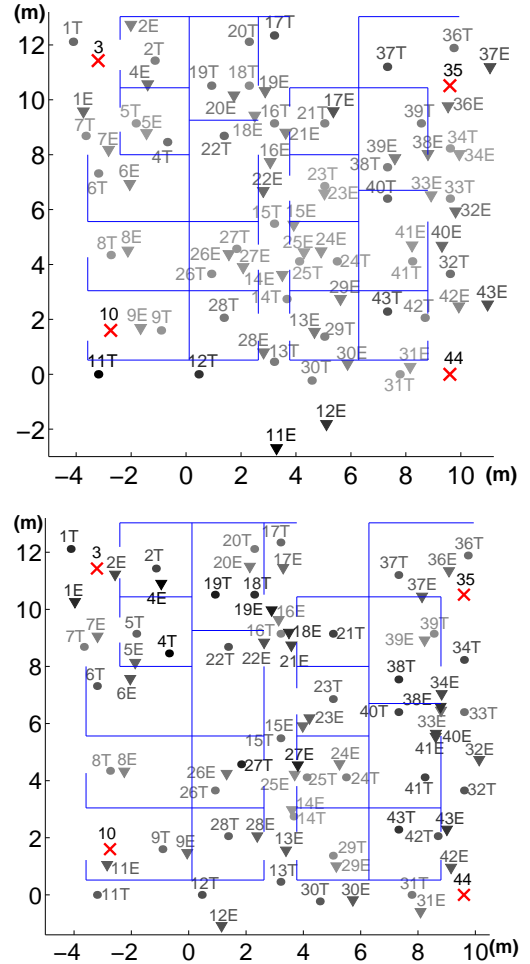 (m)
12 10 8 6 4 2 0 −2
1T 2E 3 2T 4E 17T 20T 37T 36T 37E 35
1E 19T 18T 19E 20E 17E 36E
7T 5T 5E 18E 16T 21T 39T
7E 4T 22T 21E 34T
6T 6E 16E 38T 39E 38E 34E
22E 23T 40T 33E 33T
23E 32E
15T 15E
8T 8E 27T 25E 24E 41E 40E
26E 27E 25T 24T 41T 32T
26T 14E
14T 29E 43T 42E 43E
10 9E 9T 28T 13E 29T 42T
28E 13T 30E 31E 44
11T 12T 30T 31T
12E
11E
−4 −2 0 2 4 6 8 10 (m)
(m)
12 10 8 6 4 2 0
1T 3 2E 2T 20T 17T 37T 36T
4E 20E 17E 36E 35
1E 19T 18T 37E
19E 16E
7E 5T 16T 18E 21T 39T
7T 5E 4T 22T 22E 21E 39E
6T 6E 38T 34T
23T 34E
40T 38E 33T
15E 23E 33E
15T 41E 40E
8T 8E 27T 27E 24E 32E
26E 25E 25T 24T 41T
26T 32T
14E
14T
28T 28E 43T 43E
10 9T 9E 13E 29T 42T
11E 29E 42E
13T 44
11T 12T 30T 30E 31T
12E 31E
−4 −2 0 2 4 6 8 10 (m)